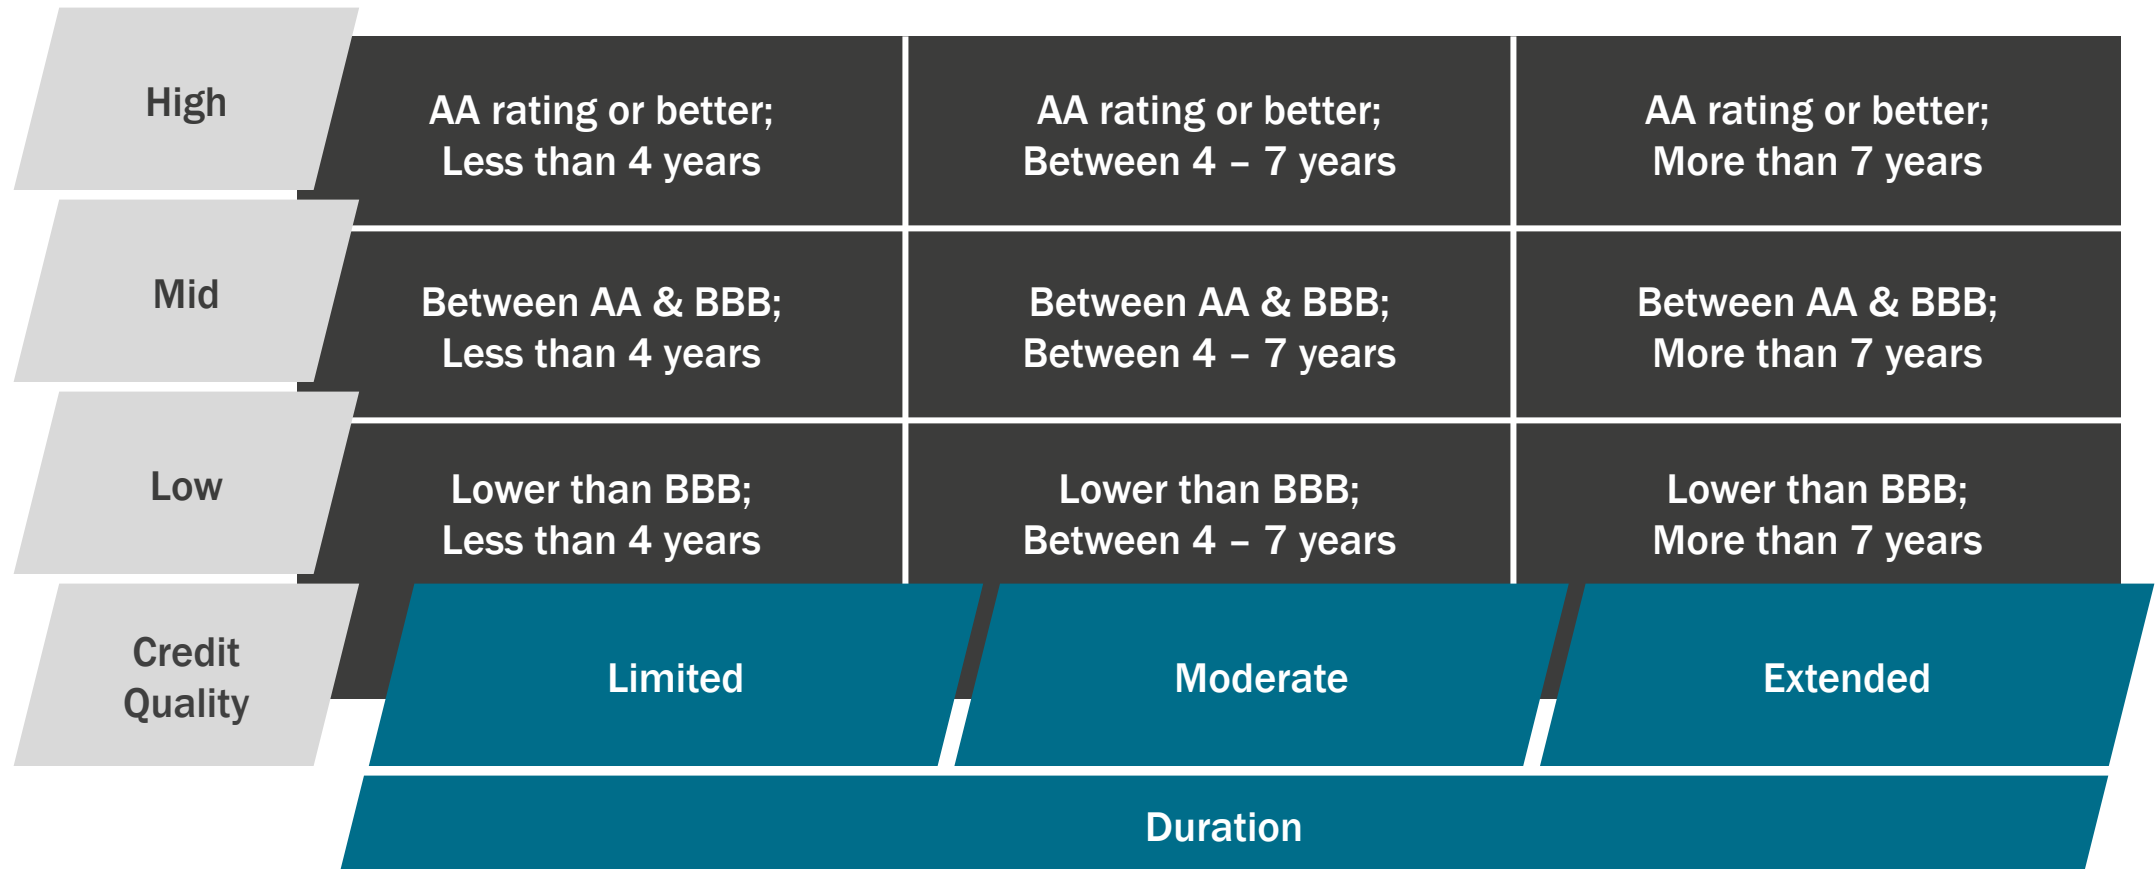 High
AA rating or better;
Less than 4 years
AA rating or better;
Between 4 – 7 years
AA rating or better;
More than 7 years
Mid
Between AA & BBB;
Less than 4 years
Between AA & BBB;
Between 4 – 7 years
Between AA & BBB;
More than 7 years
Low
Lower than BBB;
Less than 4 years
Lower than BBB;
Between 4 – 7 years
Lower than BBB;
More than 7 years
Credit
Quality
Limited
Moderate
Extended
Duration